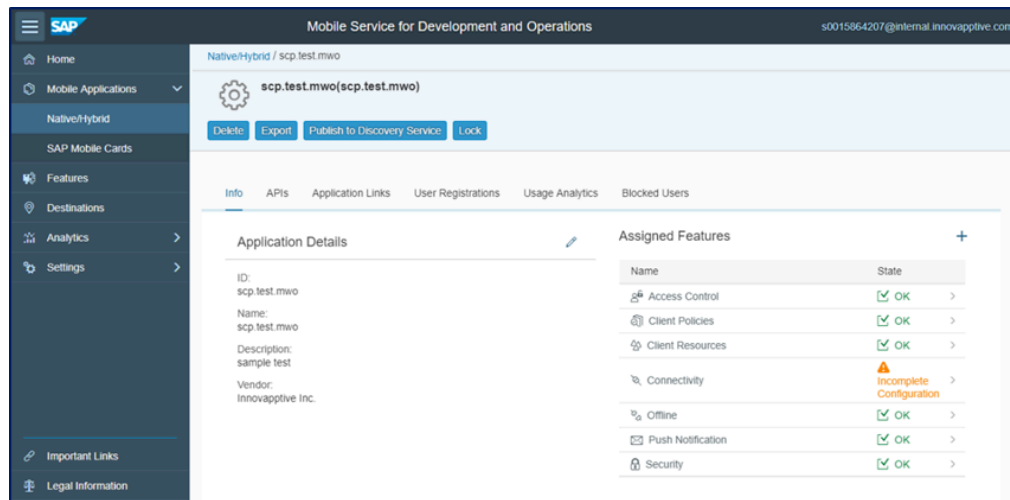 SAP
Mobile Service for Development and Operations
s0015864207@internal.innovapptive.com
Home
Mobile Applications
Native/Hybrid
SAP Mobile Cards
Features
Destinations
Analytics
Settings
Important Links
Legal Information
Native/Hybrid / scp.test.mwo
scp.test.mwo(scp.test.mwo)
Delete Export Publish to Discovery Service Lock
Info APIs Application Links User Registrations Usage Analytics Blocked Users
Application Details
ID:
scp.test.mwo
Name:
scp.test.mwo
Description:
sample test
Vendor:
Innovapptive Inc.
Assigned Features
Name State
Access Control OK
Client Policies OK
Client Resources OK
Connectivity Incomplete
Configuration
Offline OK
Push Notification OK
Security OK